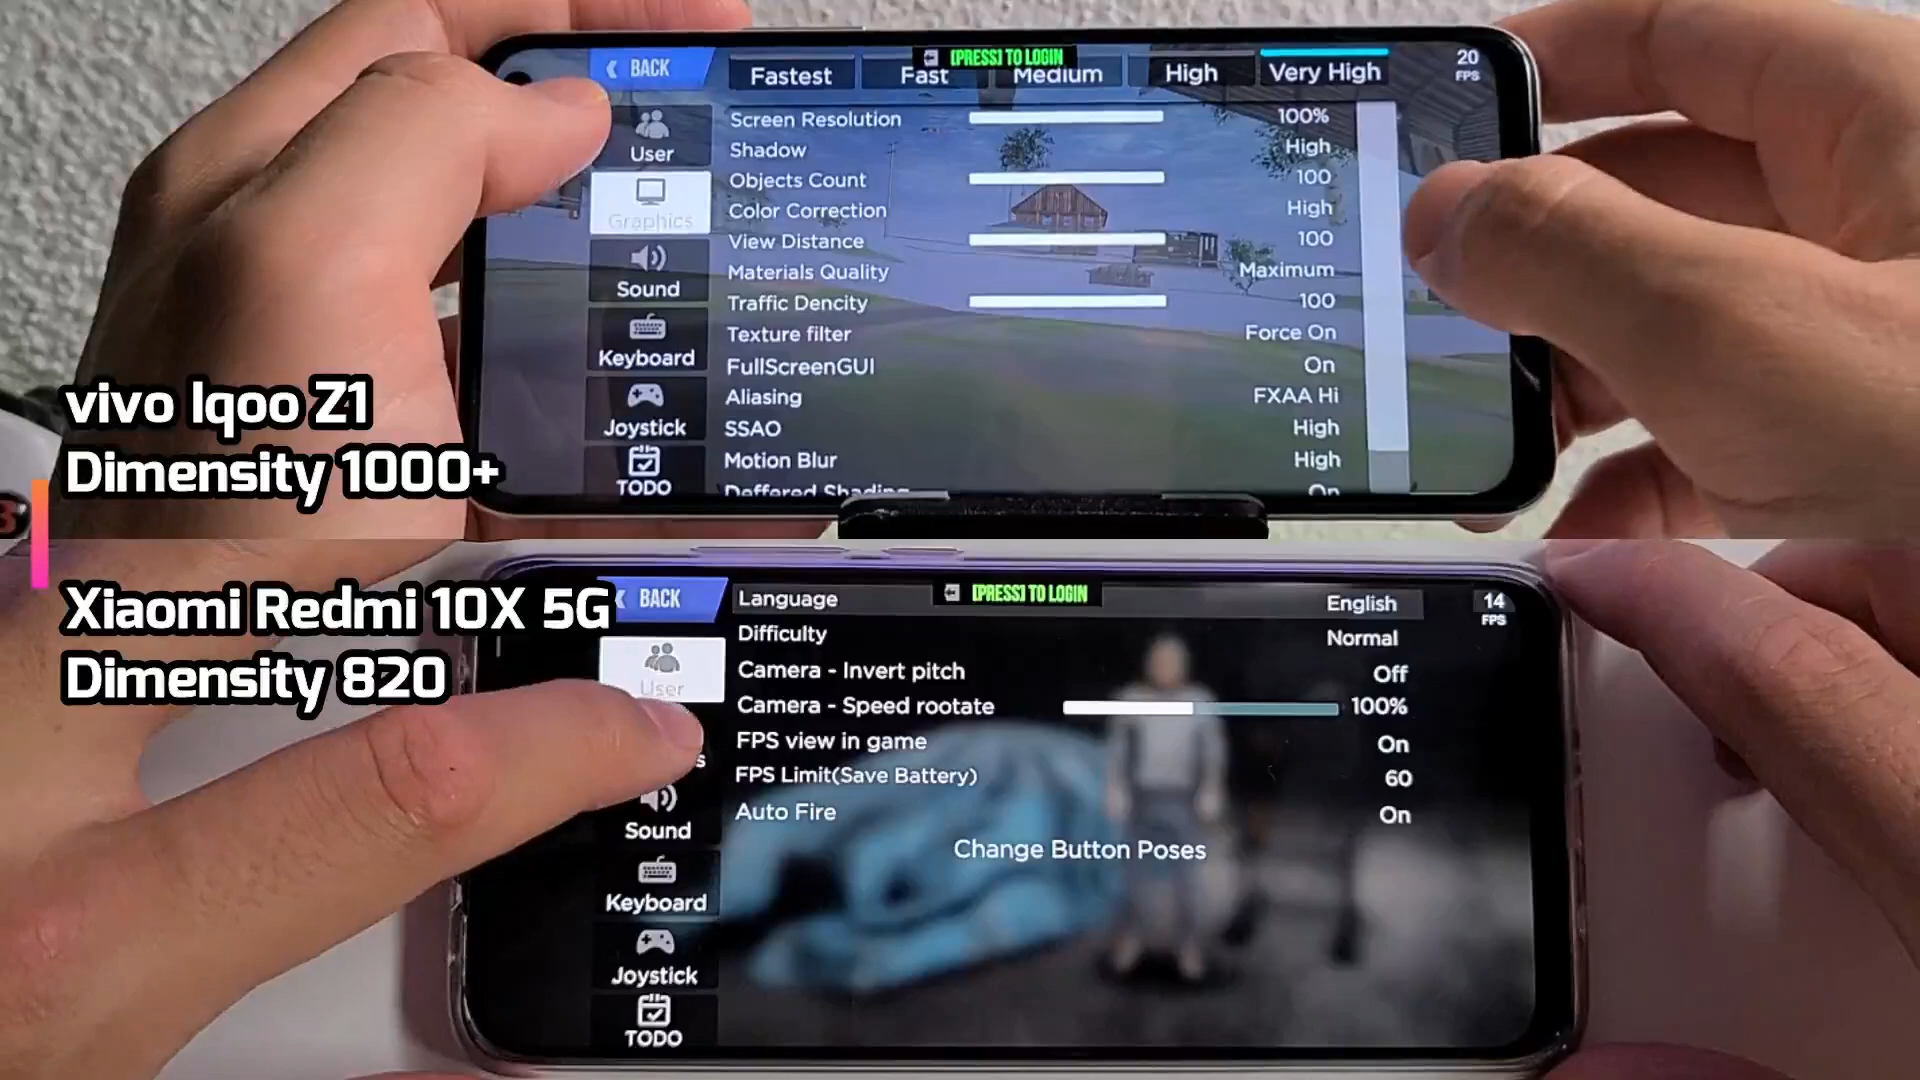 BACK
[PRESS] TO LOGIN
Fastest
Fast
Medium
High
Very High
20
FPS
User
Graphics
Sound
Keyboard
Joystick
TODO
Screen Resolution 100%
Shadow High
Objects Count 100
Color Correction High
View Distance 100
Materials Quality Maximum
Traffic Dencity 100
Texture filter Force On
FullScreenGUI On
Aliasing FXAA Hi
SSAO High
Motion Blur High
Deffered Shading On
vivo Iqoo Z1
Dimensity 1000+
Xiaomi Redmi 10X 5G
Dimensity 820
BACK
[PRESS] TO LOGIN
14
FPS
User
s
Sound
Keyboard
Joystick
TODO
Language English
Difficulty Normal
Camera - Invert pitch Off
Camera - Speed rootate 100%
FPS view in game On
FPS Limit(Save Battery) 60
Auto Fire On
Change Button Poses